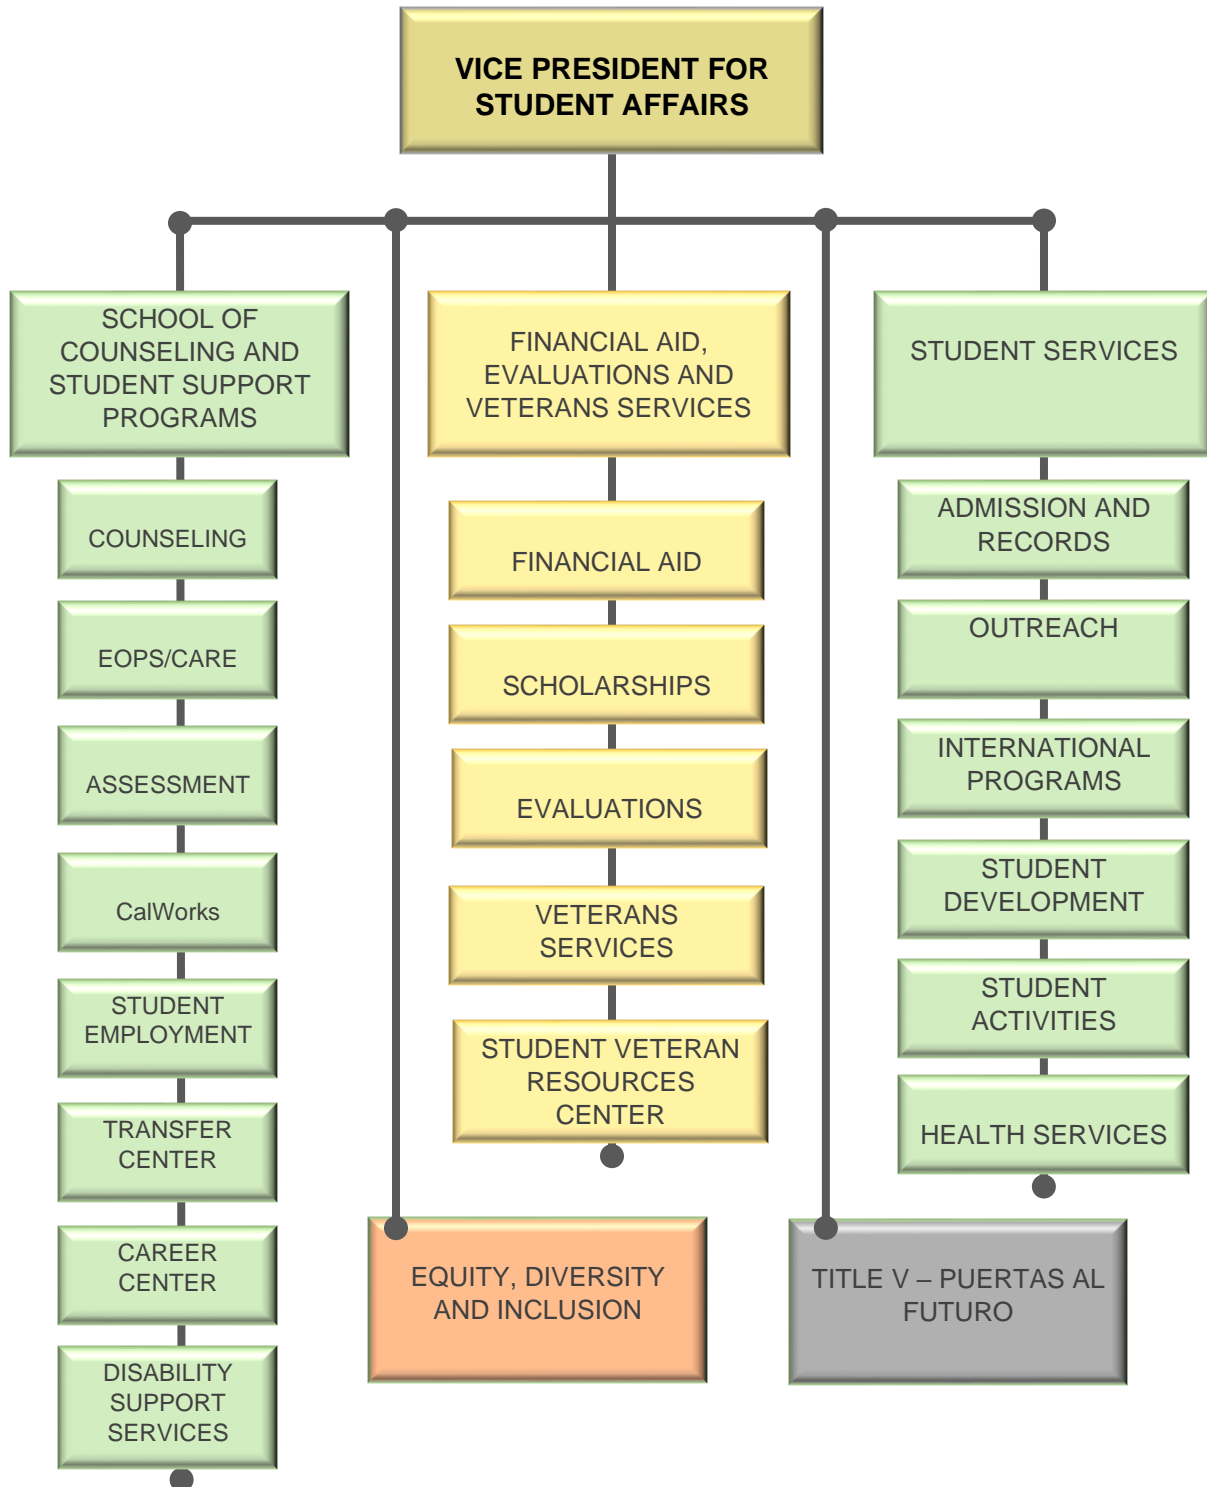 VICE PRESIDENT FOR
STUDENT AFFAIRS
SCHOOL OF
COUNSELING AND
STUDENT SUPPORT
PROGRAMS
COUNSELING
EOPS/CARE
ASSESSMENT
CalWorks
STUDENT
EMPLOYMENT
TRANSFER
CENTER
CAREER
CENTER
DISABILITY
SUPPORT
SERVICES
FINANCIAL AID,
EVALUATIONS AND
VETERANS SERVICES
FINANCIAL AID
SCHOLARSHIPS
EVALUATIONS
VETERANS
SERVICES
STUDENT VETERAN
RESOURCES
CENTER
STUDENT SERVICES
ADMISSION AND
RECORDS
OUTREACH
INTERNATIONAL
PROGRAMS
STUDENT
DEVELOPMENT
STUDENT
ACTIVITIES
HEALTH SERVICES
EQUITY, DIVERSITY
AND INCLUSION
TITLE V – PUERTAS AL
FUTURO